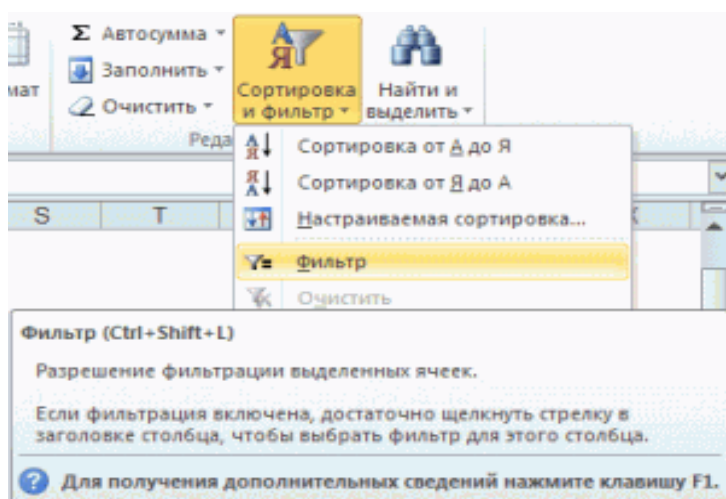 Σ Автосумма
Заполнить
мат
Очистить
Сортировка
и фильтр
Найти и
выделить
Реда
Сортировка от А до Я
Сортировка от Я до А
S T
Настраиваемая сортировка...
Фильтр
Очистить
Фильтр (Ctrl+Shift+L)
Разрешение фильтрации выделенных ячеек.
Если фильтрация включена, достаточно щелкнуть стрелку в
заголовке столбца, чтобы выбрать фильтр для этого столбца.
Для получения дополнительных сведений нажмите клавишу F1.